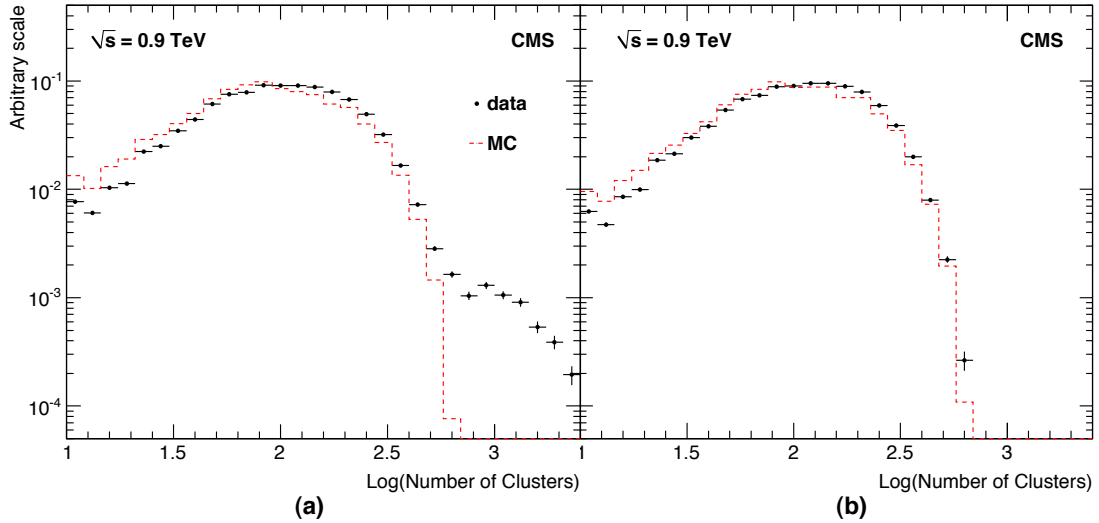 Arbitrary scale
√s = 0.9 TeV
CMS
data
MC
10⁻¹
10⁻²
10⁻³
10⁻⁴
1
1.5
2
2.5
3
Log(Number of Clusters)
(a)
√s = 0.9 TeV
CMS
1
1.5
2
2.5
3
Log(Number of Clusters)
(b)